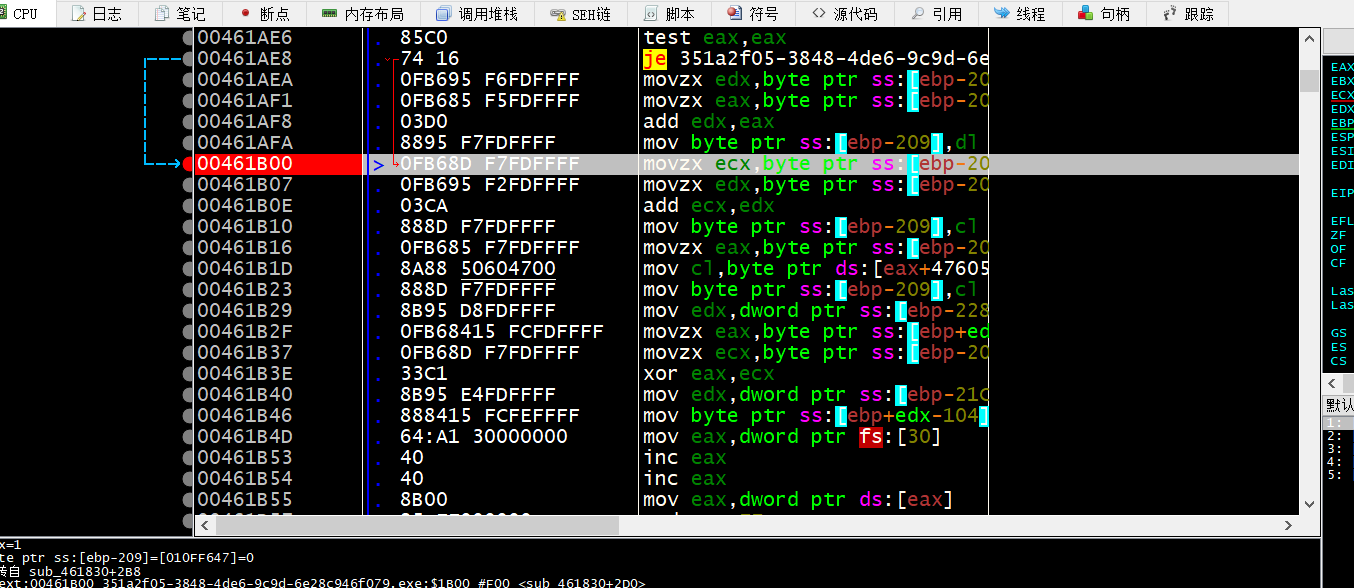 CPU 日志 笔记 断点 内存布局 调用堆栈 SEH链 脚本 符号 源代码 引用 线程 句柄 跟踪
00461AE6 . 85C0 test eax,eax
00461AE8 . 74 16 je 351a2f05-3848-4de6-9c9d-6e
00461AEA . 0FB695 F6FDFFFF movzx edx,byte ptr ss:[ebp-20
00461AF1 . 0FB685 F5FDFFFF movzx eax,byte ptr ss:[ebp-20
00461AF8 . 03D0 add edx,eax
00461AFA . 8895 F7FDFFFF mov byte ptr ss:[ebp-209],dl
00461B00 > 0FB68D F7FDFFFF movzx ecx,byte ptr ss:[ebp-20
00461B07 . 0FB695 F2FDFFFF movzx edx,byte ptr ss:[ebp-20
00461B0E . 03CA add ecx,edx
00461B10 . 888D F7FDFFFF mov byte ptr ss:[ebp-209],cl
00461B16 . 0FB685 F7FDFFFF movzx eax,byte ptr ss:[ebp-20
00461B1D . 8A88 50604700 mov cl,byte ptr ds:[eax+47605
00461B23 . 888D F7FDFFFF mov byte ptr ss:[ebp-209],cl
00461B29 . 8B95 D8FDFFFF mov edx,dword ptr ss:[ebp-228
00461B2F . 0FB68415 FCFDFFFF movzx eax,byte ptr ss:[ebp+ed
00461B37 . 0FB68D F7FDFFFF movzx ecx,byte ptr ss:[ebp-20
00461B3E . 33C1 xor eax,ecx
00461B40 . 8B95 E4FDFFFF mov edx,dword ptr ss:[ebp-21C
00461B46 . 888415 FCFEFFFF mov byte ptr ss:[ebp+edx-104]
00461B4D . 64:A1 30000000 mov eax,dword ptr fs:[30]
00461B53 . 40 inc eax
00461B54 . 40 inc eax
00461B55 . 8B00 mov eax,dword ptr ds:[eax]
EAX
EBX
ECX
EDX
EBP
ESP
ESI
EDI
EIP
EFL
ZF
OF
CF
Las
Las
GS
ES
CS
默认
1:
2:
3:
4:
5:
x=1
te ptr ss:[ebp-209]=[010FF647]=0
转自 sub_461830+2B8
ext:00461B00 351a2f05-3848-4de6-9c9d-6e28c946f079.exe:$1B00 #F00 <sub_461830+2D0>